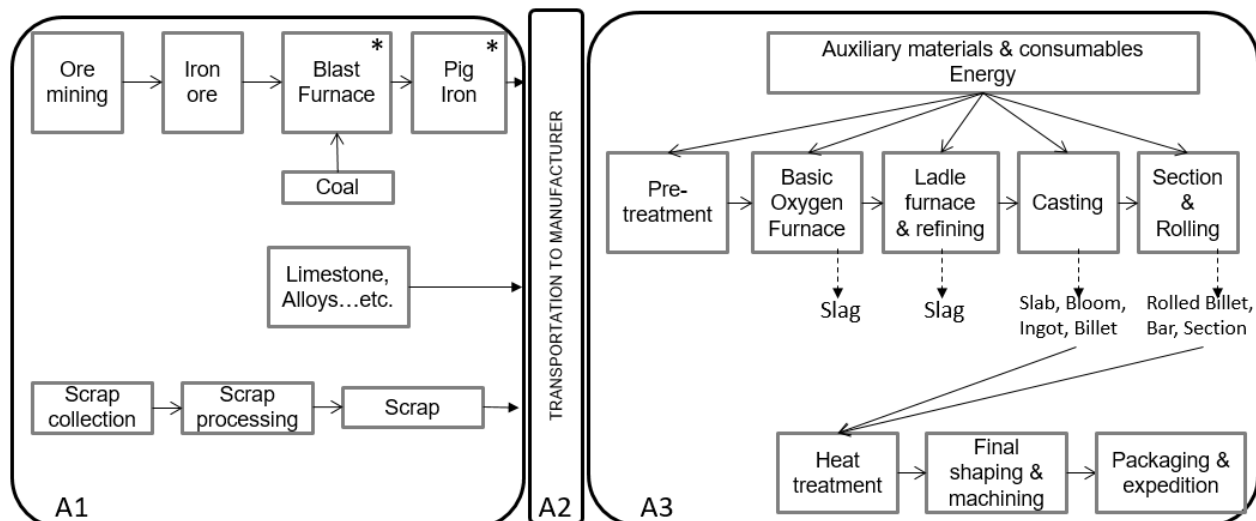 Ore
mining
Iron
ore
*
Blast
Furnace
*
Pig
Iron
Coal
Limestone,
Alloys...etc.
Scrap
collection
Scrap
processing
Scrap
A1
TRANSPORTATION TO MANUFACTURER
A2
Auxiliary materials & consumables
Energy
Pre-
treatment
Basic
Oxygen
Furnace
Ladle
furnace
& refining
Casting
Section
&
Rolling
Slag
Slag
Slab, Bloom,
Ingot, Billet
Rolled Billet,
Bar, Section
Heat
treatment
Final
shaping &
machining
Packaging &
expedition
A3